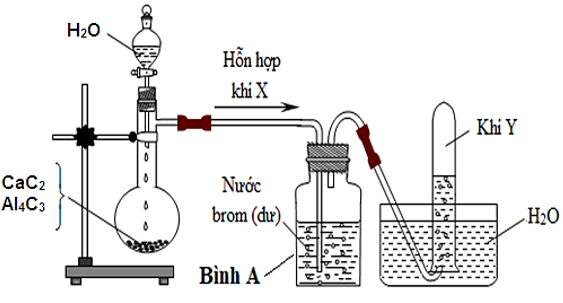 H₂O
Hỗn hợp
khí X
Khí Y
CaC₂
Al₄C₃
Nước
brom (dư)
H₂O
Bình A